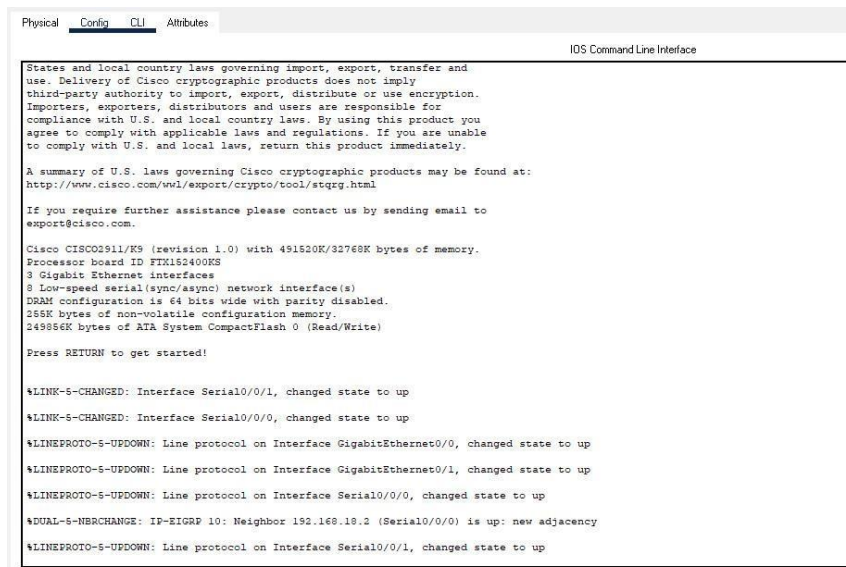 Physical Config CLI Attributes
IOS Command Line Interface
States and local country laws governing import, export, transfer and
use. Delivery of Cisco cryptographic products does not imply
third-party authority to import, export, distribute or use encryption.
Importers, exporters, distributors and users are responsible for
compliance with U.S. and local country laws. By using this product you
agree to comply with applicable laws and regulations. If you are unable
to comply with U.S. and local laws, return this product immediately.
A summary of U.S. laws governing Cisco cryptographic products may be found at:
http://www.cisco.com/wwl/export/crypto/tool/stqrg.html
If you require further assistance please contact us by sending email to
export@cisco.com.
Cisco CISCO2911/K9 (revision 1.0) with 491520K/32768K bytes of memory.
Processor board ID FTX152400KS
3 Gigabit Ethernet interfaces
8 Low-speed serial(sync/async) network interface(s)
DRAM configuration is 64 bits wide with parity disabled.
255K bytes of non-volatile configuration memory.
249856K bytes of ATA System CompactFlash 0 (Read/Write)
Press RETURN to get started!
%LINK-5-CHANGED: Interface Serial0/0/1, changed state to up
%LINK-5-CHANGED: Interface Serial0/0/0, changed state to up
%LINEPROTO-5-UPDOWN: Line protocol on Interface GigabitEthernet0/0, changed state to up
%LINEPROTO-5-UPDOWN: Line protocol on Interface GigabitEthernet0/1, changed state to up
%LINEPROTO-5-UPDOWN: Line protocol on Interface Serial0/0/0, changed state to up
%DUAL-5-NBRCHANGE: IP-EIGRP 10: Neighbor 192.168.18.2 (Serial0/0/0) is up: new adjacency
%LINEPROTO-5-UPDOWN: Line protocol on Interface Serial0/0/1, changed state to up